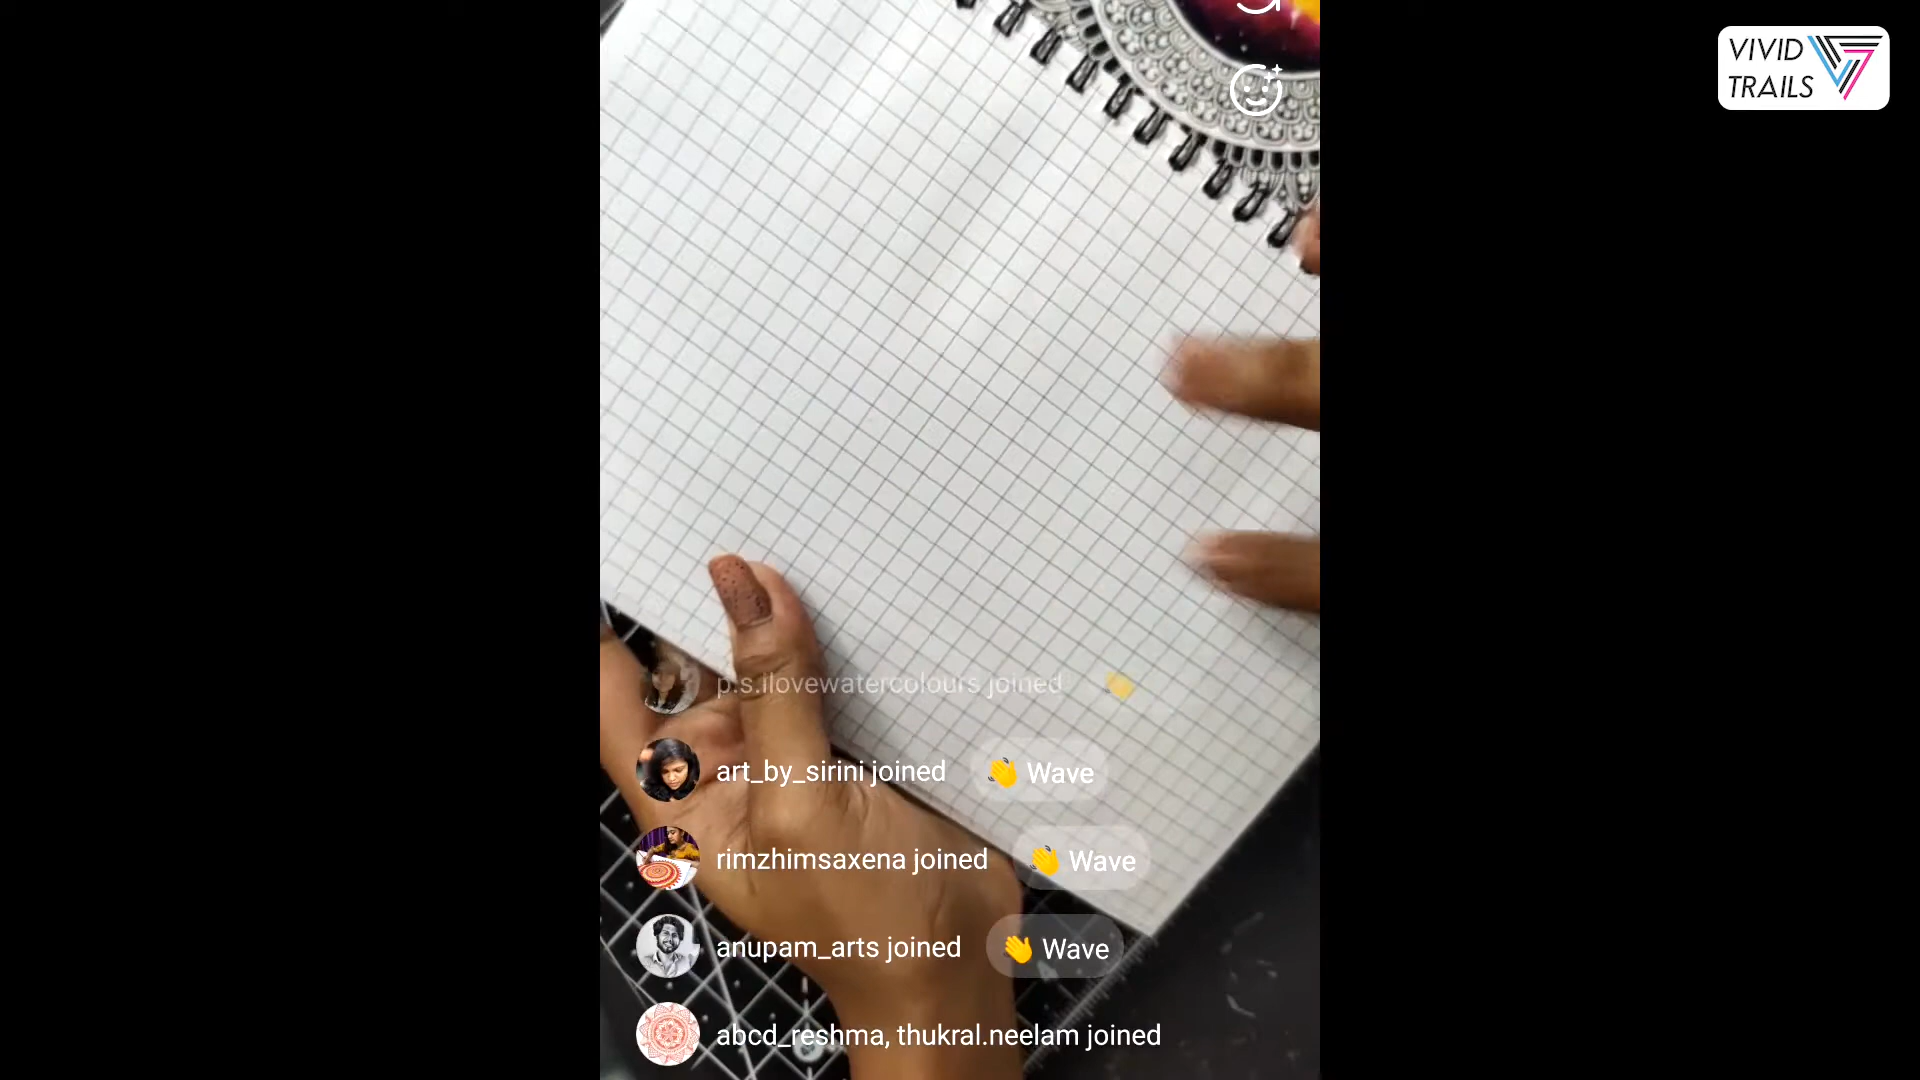 VIVID
TRAILS
p.s.ilovewatercolours joined
art_by_sirini joined Wave
rimzhimsaxena joined Wave
anupam_arts joined Wave
abcd_reshma, thukral.neelam joined